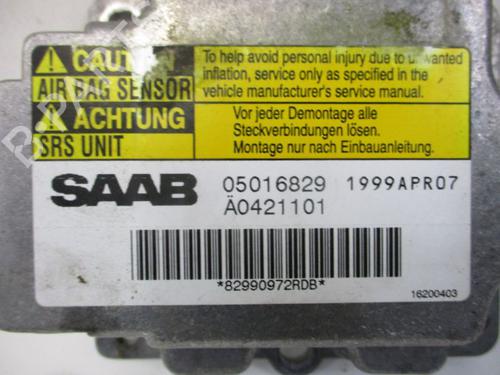 CAUTION
AIR BAG SENSOR
To help avoid personal injury due to unwanted
inflation, service only as specified in the
vehicle manufacturer's service manual.
ACHTUNG
SRS UNIT
Vor jeder Demontage alle
Steckverbindungen lösen.
Montage nur nach Einbauanleitung.
SAAB
05016829 1999APR07
Ä0421101
*82990972RDB*
16200403